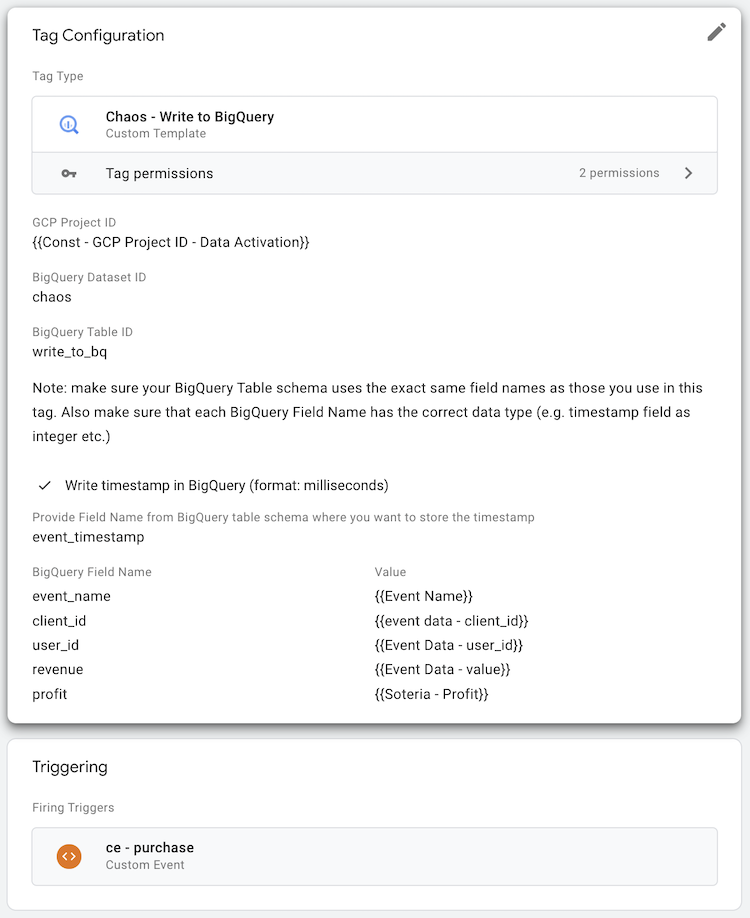 Tag Configuration
Tag Type
Chaos - Write to BigQuery
Custom Template
Tag permissions 2 permissions
GCP Project ID
{{Const - GCP Project ID - Data Activation}}
BigQuery Dataset ID
chaos
BigQuery Table ID
write_to_bq
Note: make sure your BigQuery Table schema uses the exact same field names as those you use in this
tag. Also make sure that each BigQuery Field Name has the correct data type (e.g. timestamp field as
integer etc.)
Write timestamp in BigQuery (format: milliseconds)
Provide Field Name from BigQuery table schema where you want to store the timestamp
event_timestamp
BigQuery Field Name Value
event_name {{Event Name}}
client_id {{event data - client_id}}
user_id {{Event Data - user_id}}
revenue {{Event Data - value}}
profit {{Soteria - Profit}}
Triggering
Firing Triggers
ce - purchase
Custom Event